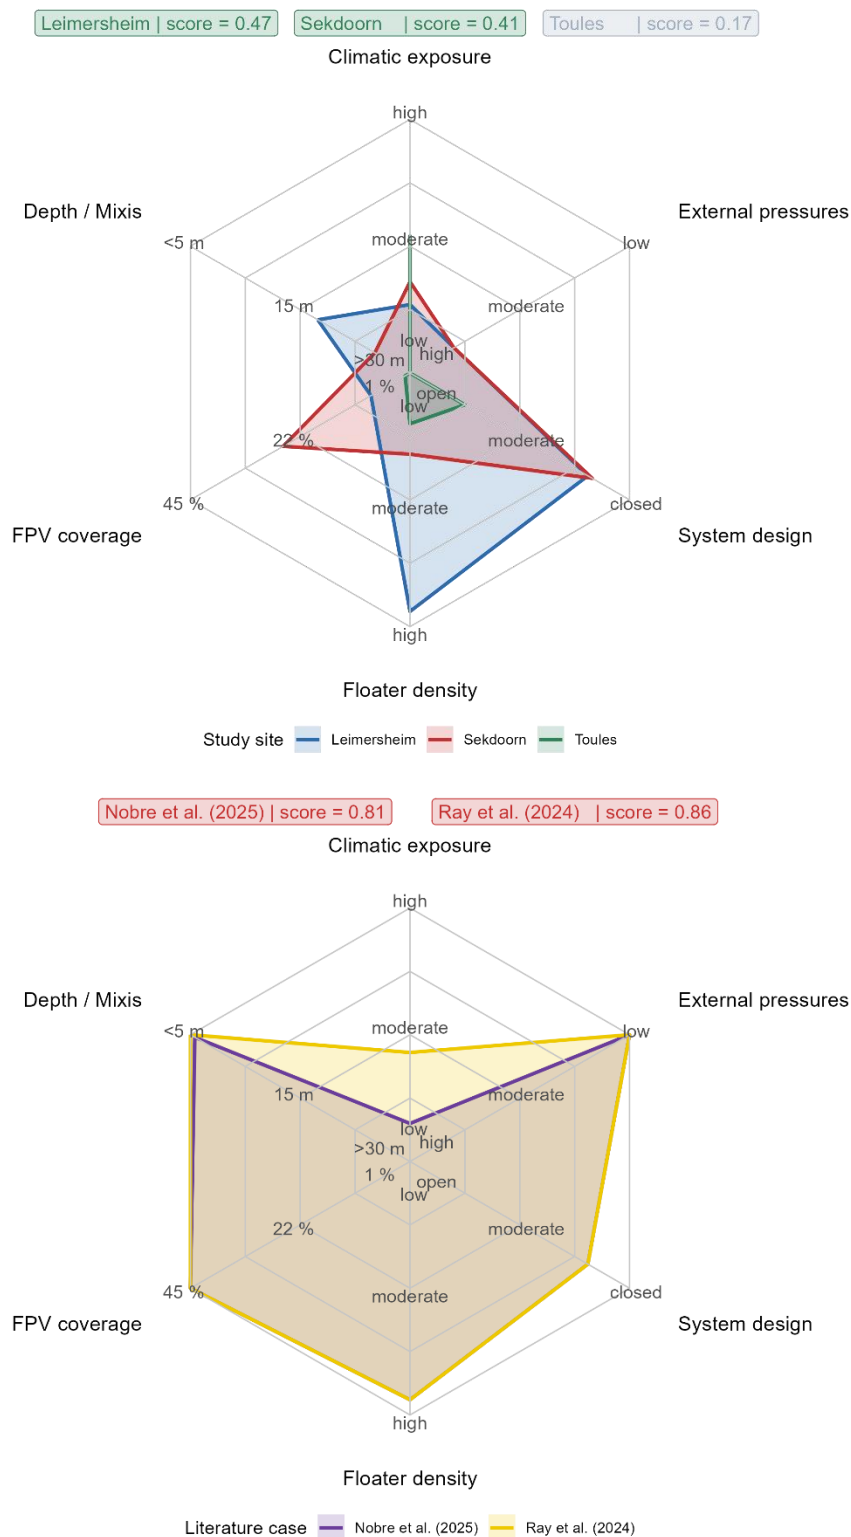 Leimersheim | score = 0.47 Sekdoorn | score = 0.41 Toules | score = 0.17
Climatic exposure
high
Depth / Mixis External pressures
<5 m low
moderate
15 m moderate
low
>30 m high
1 % open
low
22 % moderate
45 % moderate closed
FPV coverage System design
high
Floater density
Study site Leimersheim Sekdoorn Toules
Nobre et al. (2025) | score = 0.81 Ray et al. (2024) | score = 0.86
Climatic exposure
high
Depth / Mixis External pressures
<5 m low
moderate
15 m moderate
low
>30 m high
1 % open
low
22 % moderate
45 % moderate closed
FPV coverage System design
high
Floater density
Literature case Nobre et al. (2025) Ray et al. (2024)